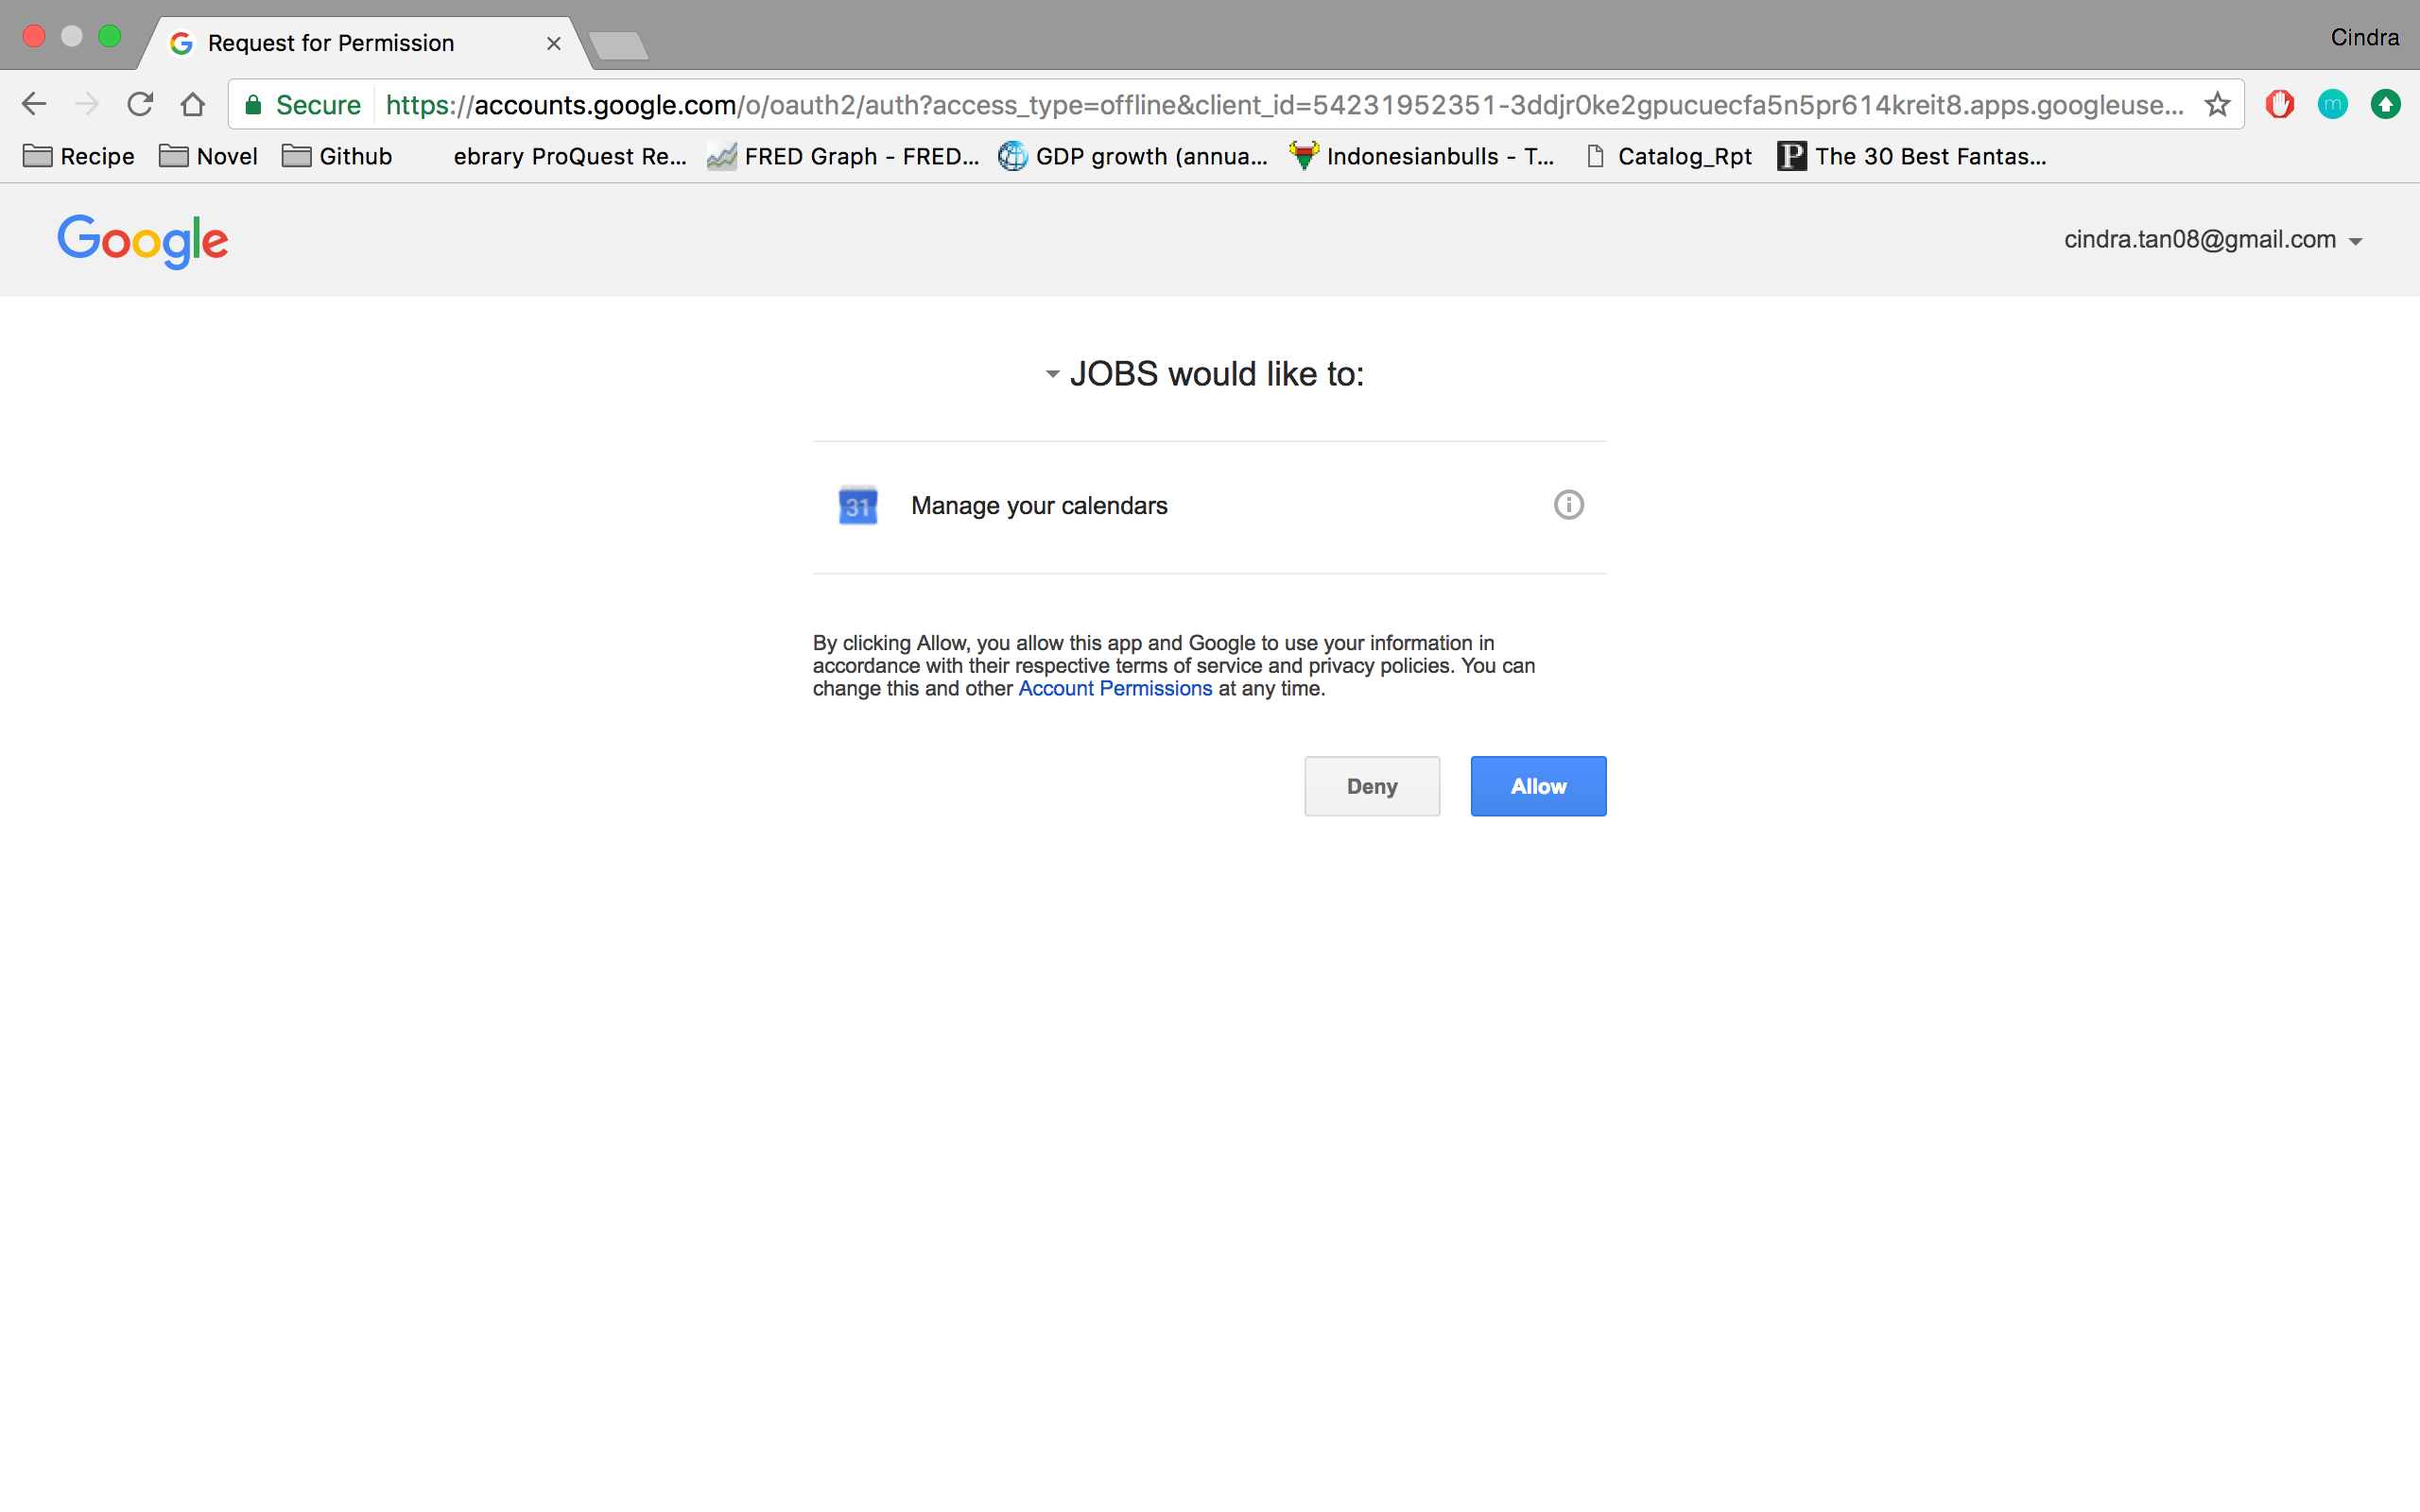 Request for Permission
Cindra
Secure https://accounts.google.com/o/oauth2/auth?access_type=offline&client_id=54231952351-3ddjr0ke2gpucuecfa5n5pr614kreit8.apps.googleuse...
m
Recipe Novel Github ebrary ProQuest Re... FRED Graph - FRED... GDP growth (annua... Indonesianbulls - T... Catalog_Rpt P The 30 Best Fantas...
Google
cindra.tan08@gmail.com
JOBS would like to:
31 Manage your calendars
By clicking Allow, you allow this app and Google to use your information in
accordance with their respective terms of service and privacy policies. You can
change this and other Account Permissions at any time.
Deny Allow